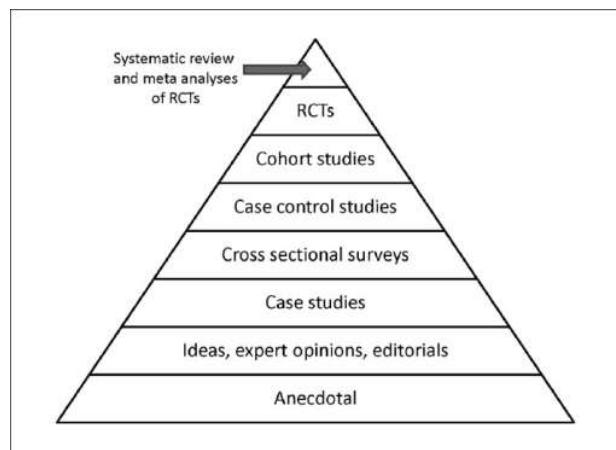 Systematic review
and meta analyses
of RCTs
RCTs
Cohort studies
Case control studies
Cross sectional surveys
Case studies
Ideas, expert opinions, editorials
Anecdotal